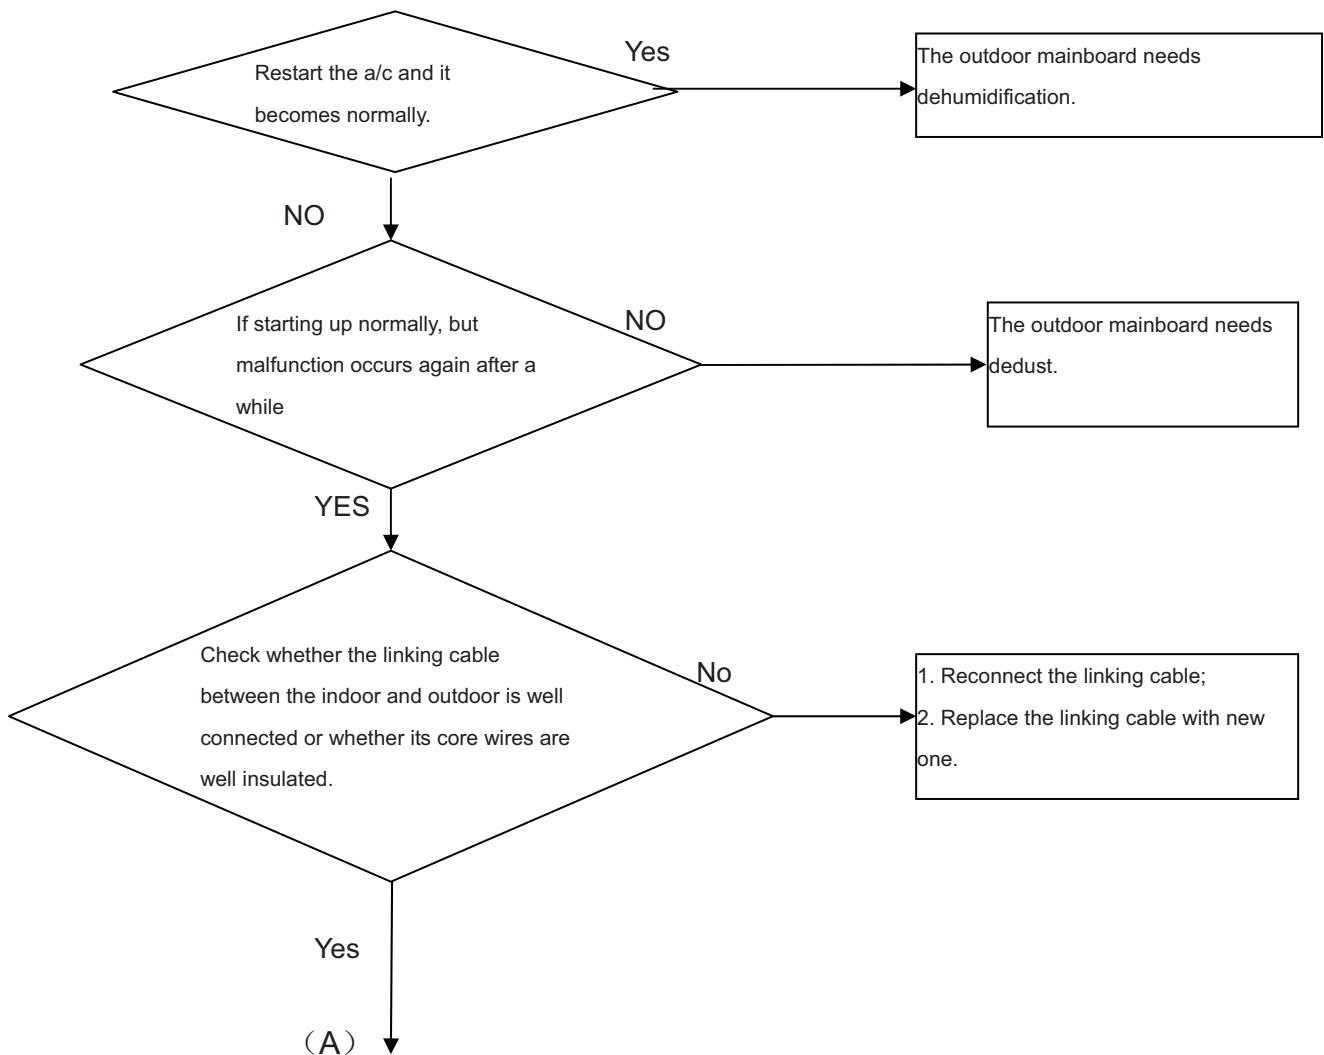 Yes
Restart the a/c and it
becomes normally.
The outdoor mainboard needs
dehumidification.
NO
If starting up normally, but
malfunction occurs again after a
while
NO
The outdoor mainboard needs
dedust.
YES
Check whether the linking cable
between the indoor and outdoor is well
connected or whether its core wires are
well insulated.
No
1. Reconnect the linking cable;
2. Replace the linking cable with new
one.
Yes
（A）